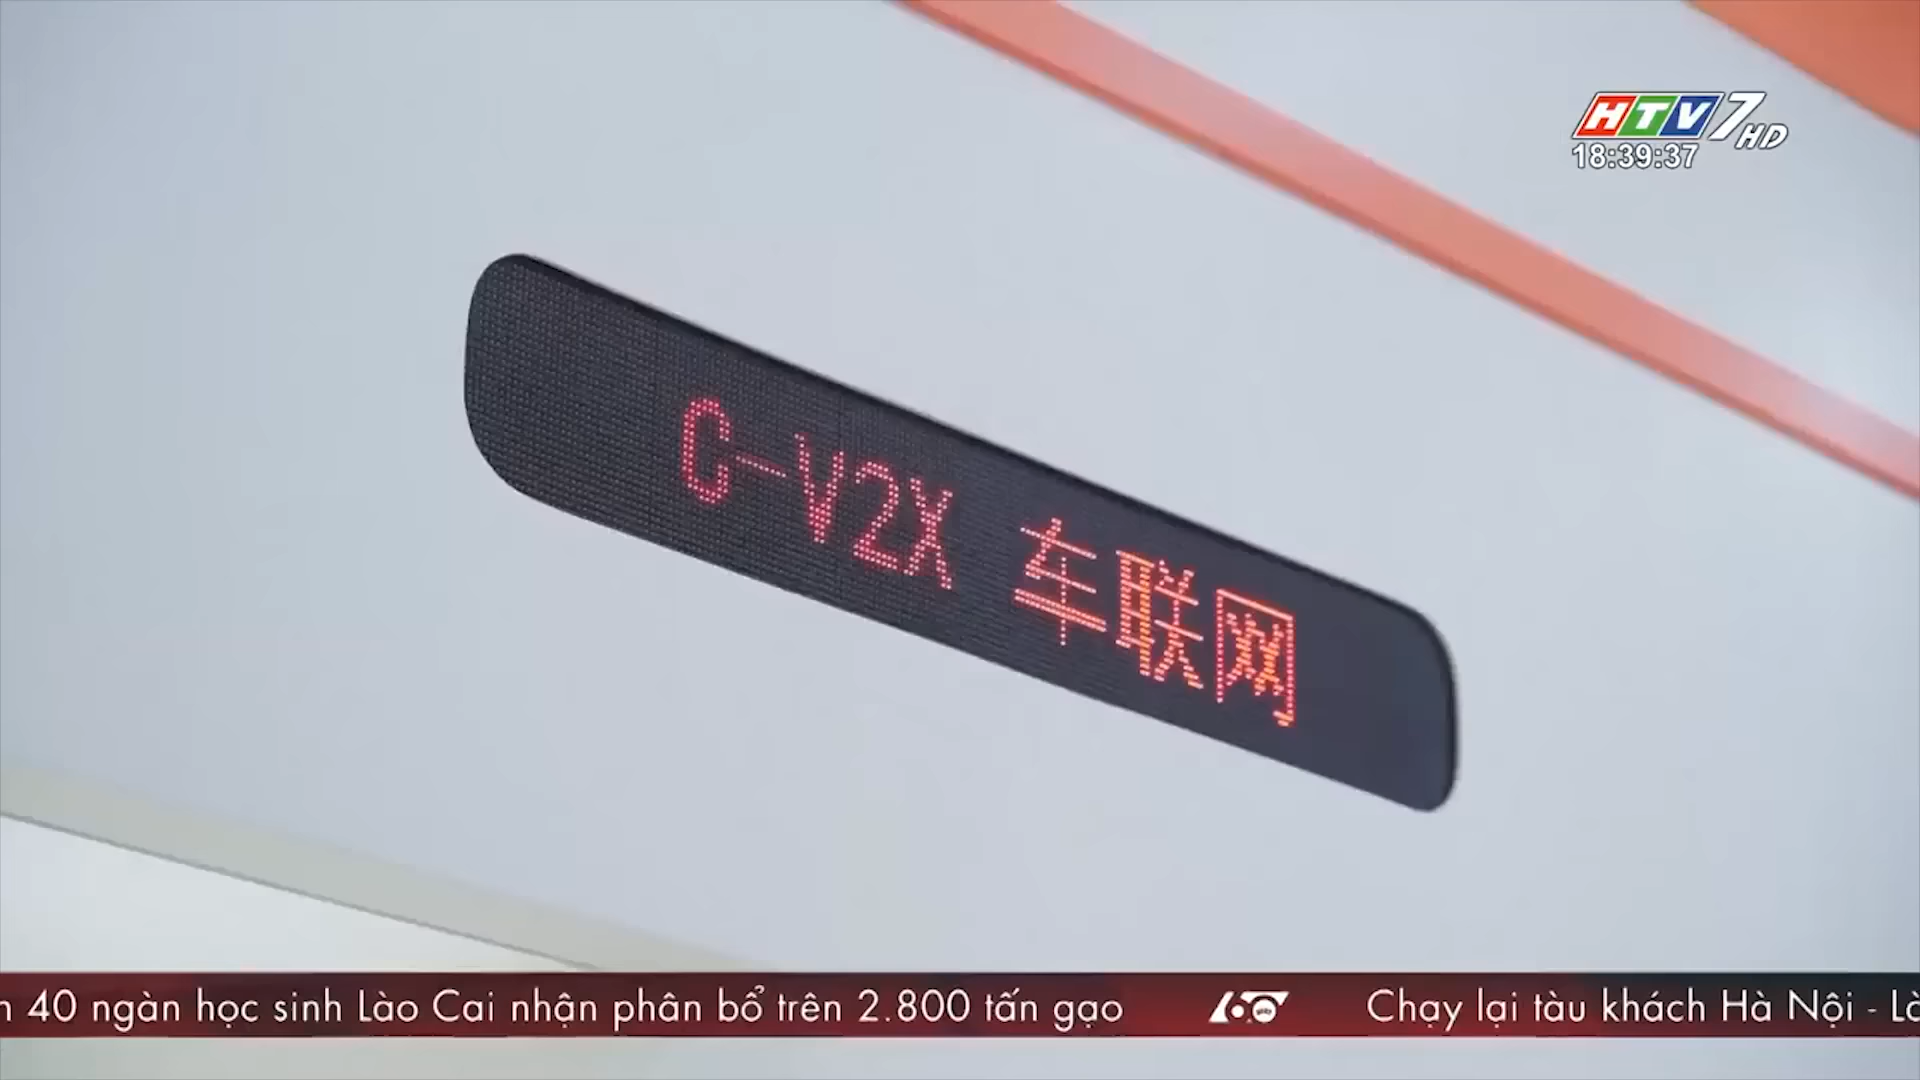 HTV7 HD
18:39:37
C-V2X 车联网
40 ngàn học sinh Lào Cai nhận phân bổ trên 2.800 tấn gạo
60
Chạy lại tàu khách Hà Nội -